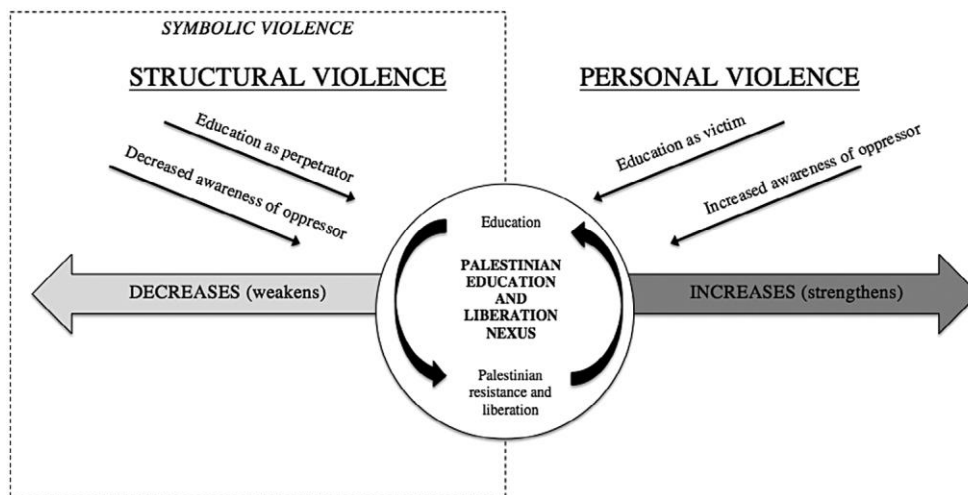 SYMBOLIC VIOLENCE
STRUCTURAL VIOLENCE
PERSONAL VIOLENCE
Education as perpetrator
Decreased awareness of oppressor
Education as victim
Increased awareness of oppressor
Education
PALESTINIAN
EDUCATION
AND
LIBERATION
NEXUS
Palestinian
resistance and
liberation
DECREASES (weakens)
INCREASES (strengthens)